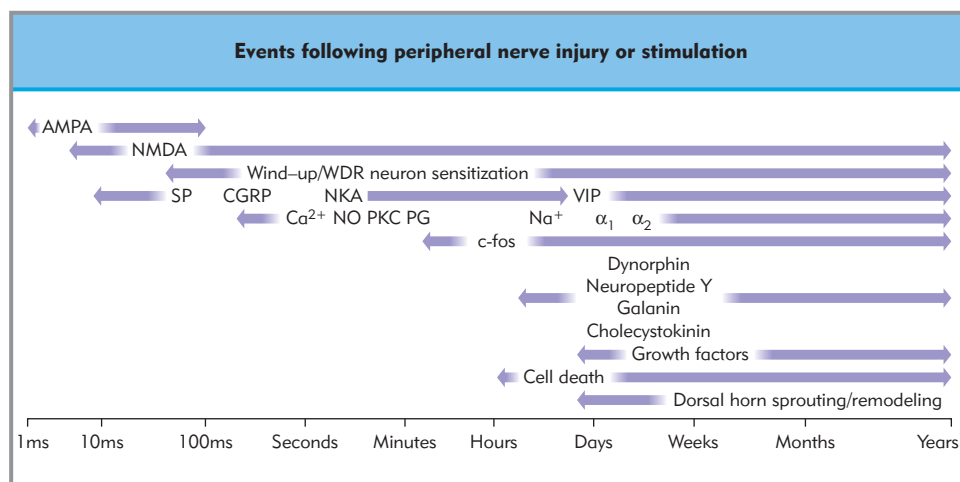 Events following peripheral nerve injury or stimulation
AMPA
NMDA
Wind–up/WDR neuron sensitization
SP CGRP NKA VIP
Ca²⁺ NO PKC PG Na⁺ α₁ α₂
c-fos
Dynorphin
Neuropeptide Y
Galanin
Cholecystokinin
Growth factors
Cell death
Dorsal horn sprouting/remodeling
1ms 10ms 100ms Seconds Minutes Hours Days Weeks Months Years